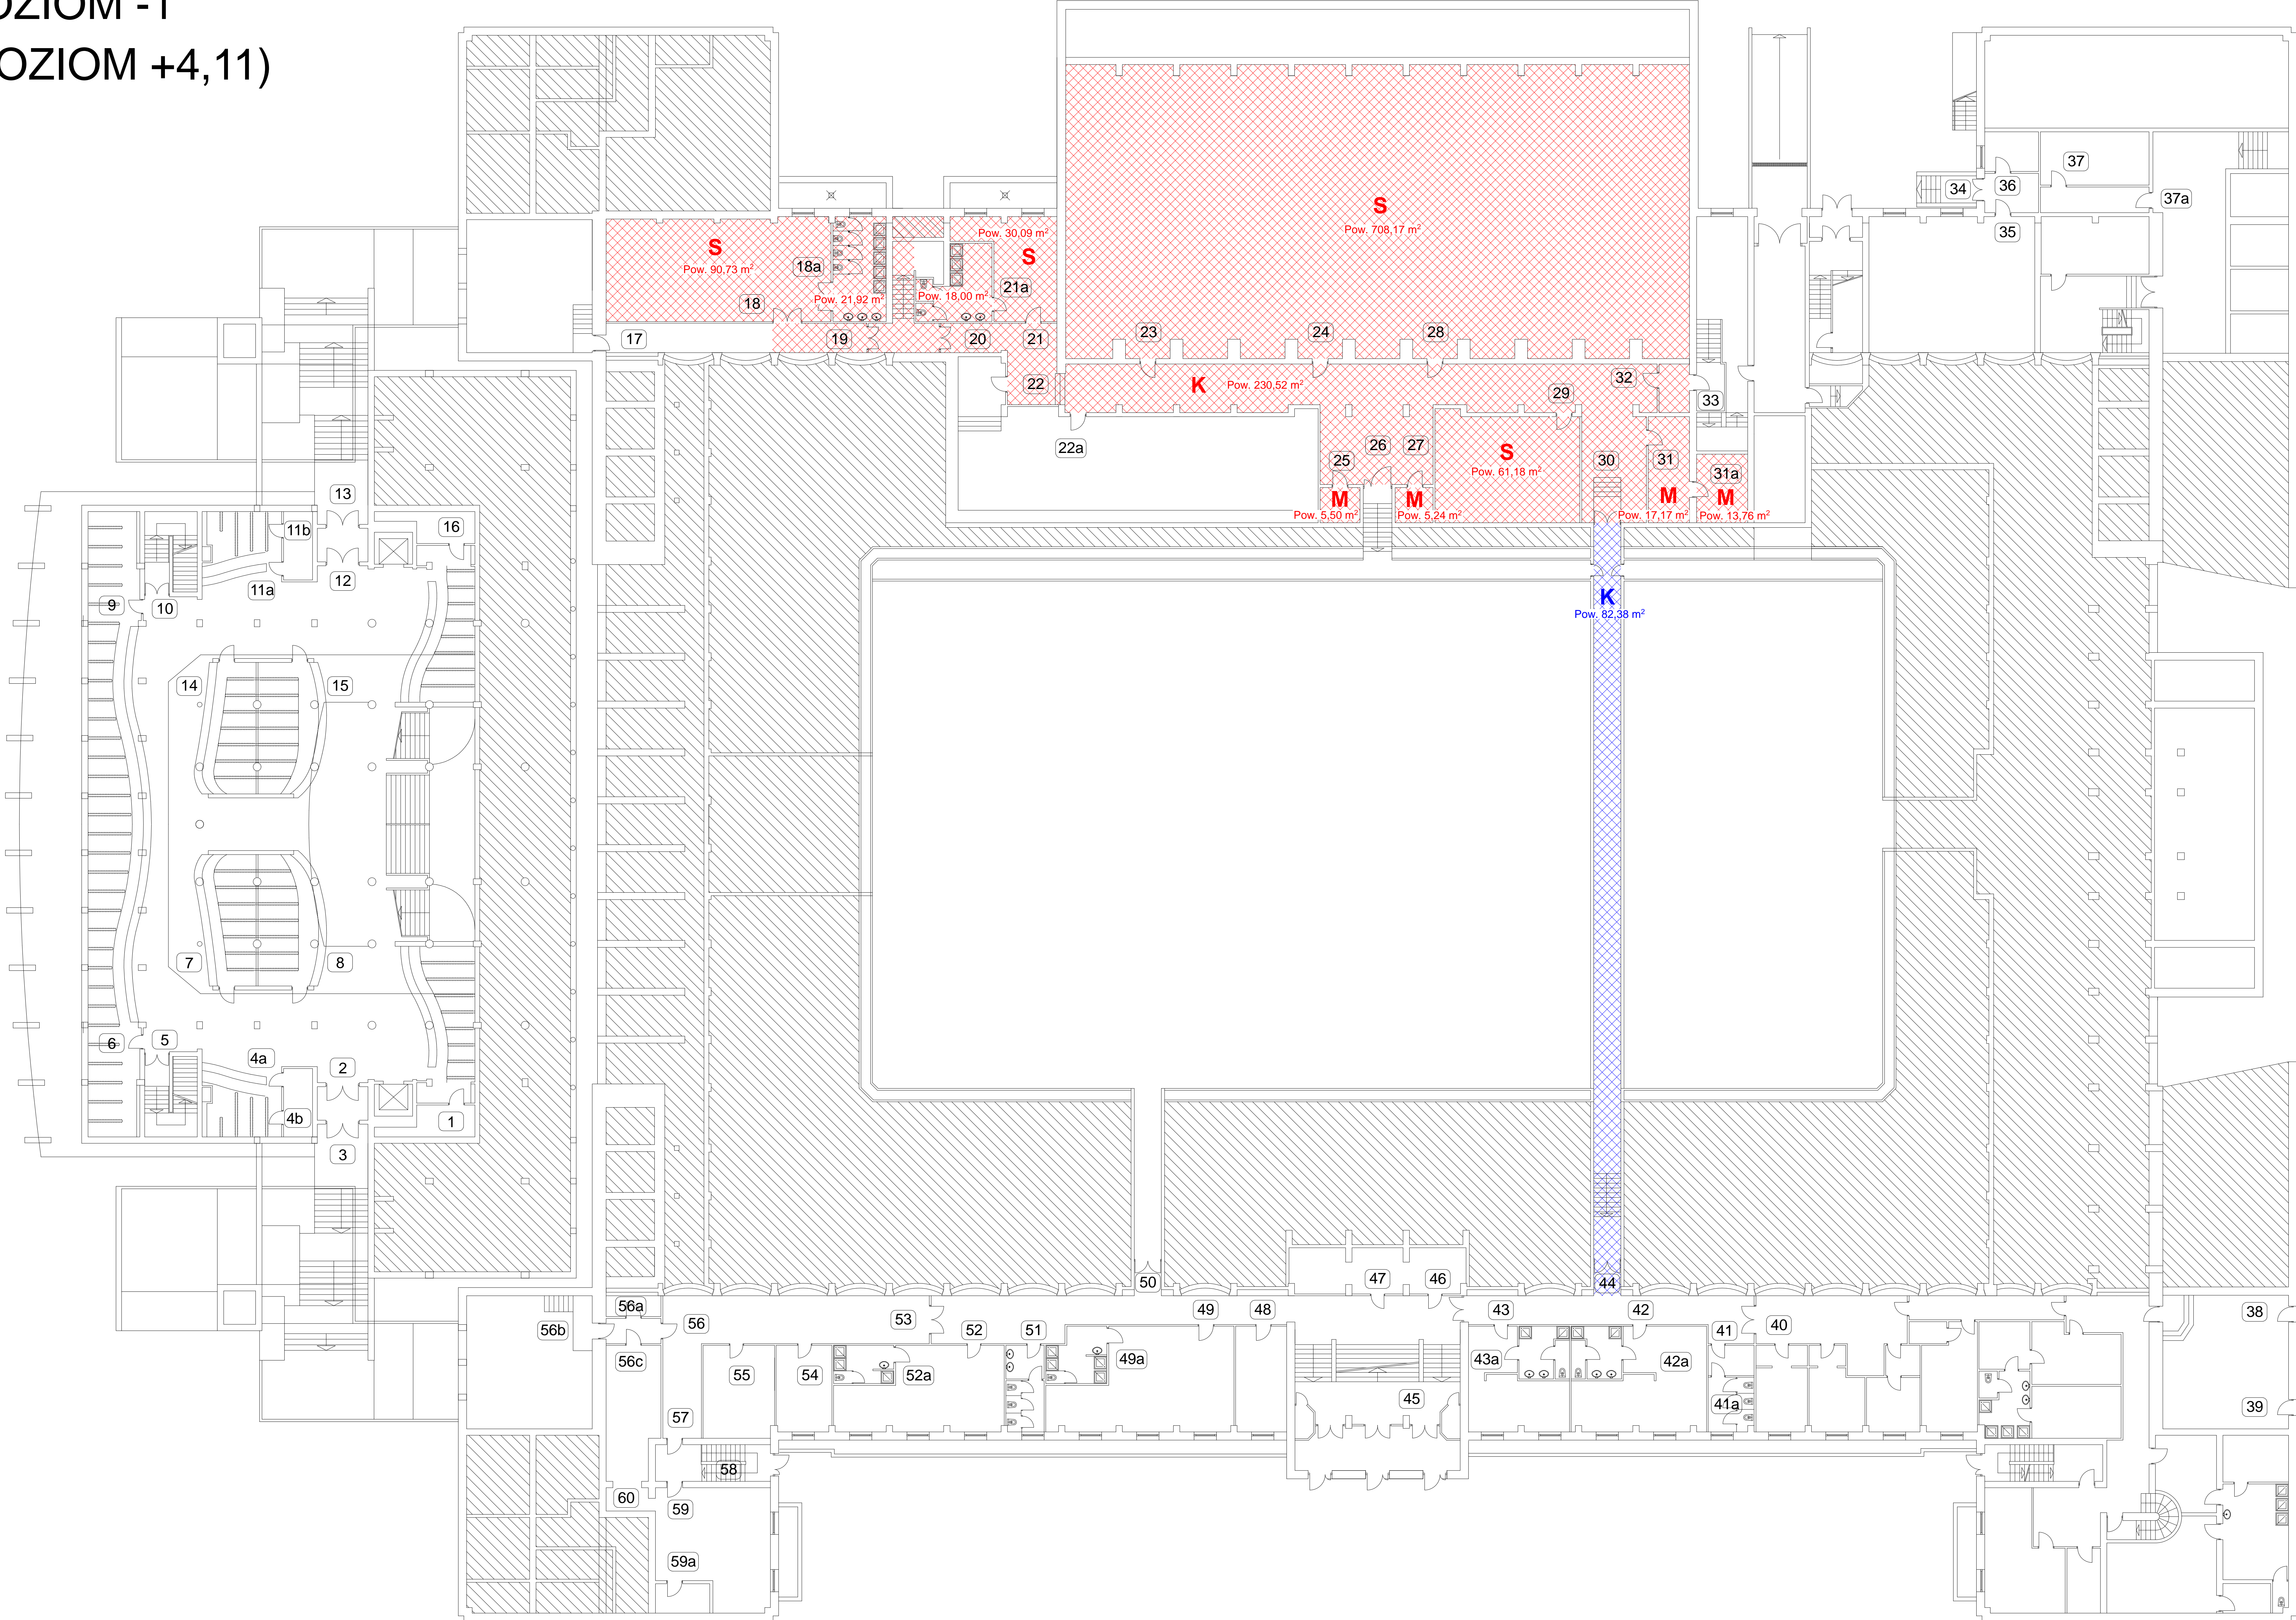 OZIOM -1
OZIOM +4,11)
S
Pow. 708,17 m²
37
34
36
37a
35
S
Pow. 90,73 m²
18a
18
Pow. 21,92 m²
Pow. 30,09 m²
S
21a
Pow. 18,00 m²
17
19
20
21
22
23
24
28
K
Pow. 230,52 m²
32
29
33
22a
26
27
25
S
Pow. 61,18 m²
30
31
31a
M
Pow. 5,50 m²
M
Pow. 5,24 m²
M
Pow. 17,17 m²
M
Pow. 13,76 m²
13
11b
16
12
11a
9
10
K
Pow. 82,38 m²
14
15
7
8
6
5
4a
2
4b
1
3
50
47
46
44
56a
56
53
52
51
49
48
43
42
41
40
38
56b
56c
55
54
52a
49a
45
43a
42a
41a
39
57
58
60
59
59a